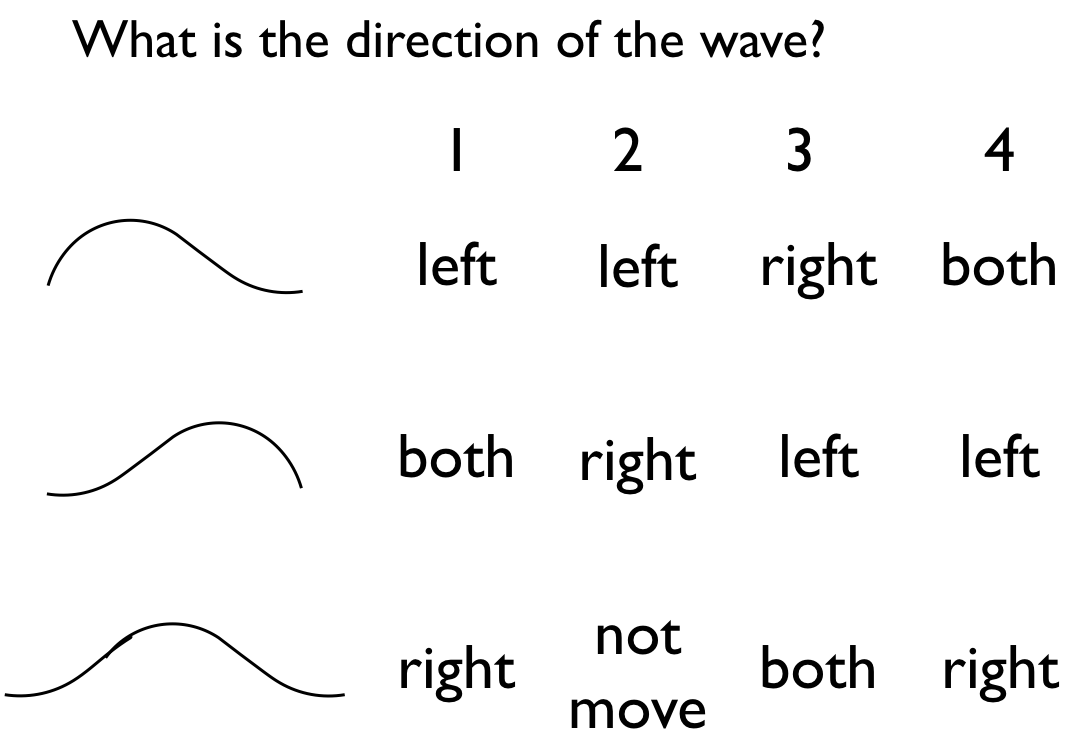 What is the direction of the wave?
1 2 3 4
left left right both
both right left left
right not move both right